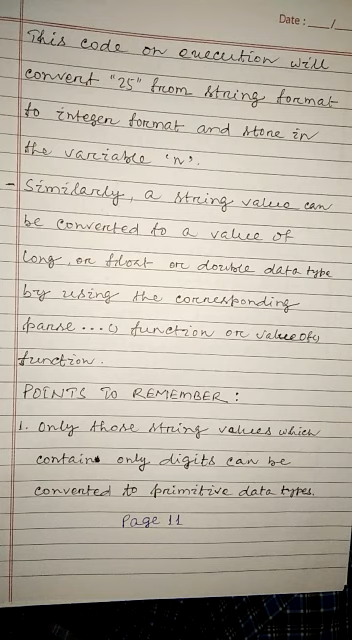 Date : ___/_
This code on execution will
convert "25" from string format
to integer format and store in
the variable 'n'.
- Similarly, a string value can
be converted to a value of
long, or float or double data type
by using the corresponding
parse...() function or valueof()
function.
POINTS TO REMEMBER :
1. Only those string values which
contain only digits can be
converted to primitive data types.
Page 11